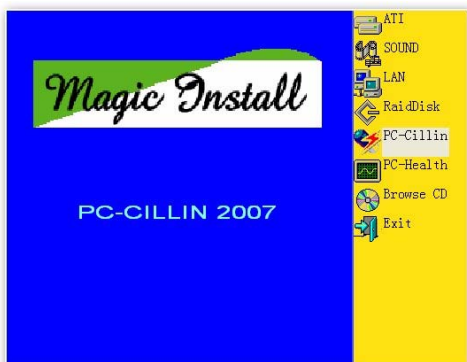 Magic Install
PC-CILLIN 2007
ATI
SOUND
LAN
RaidDisk
PC-Cillin
PC-Health
Browse CD
Exit